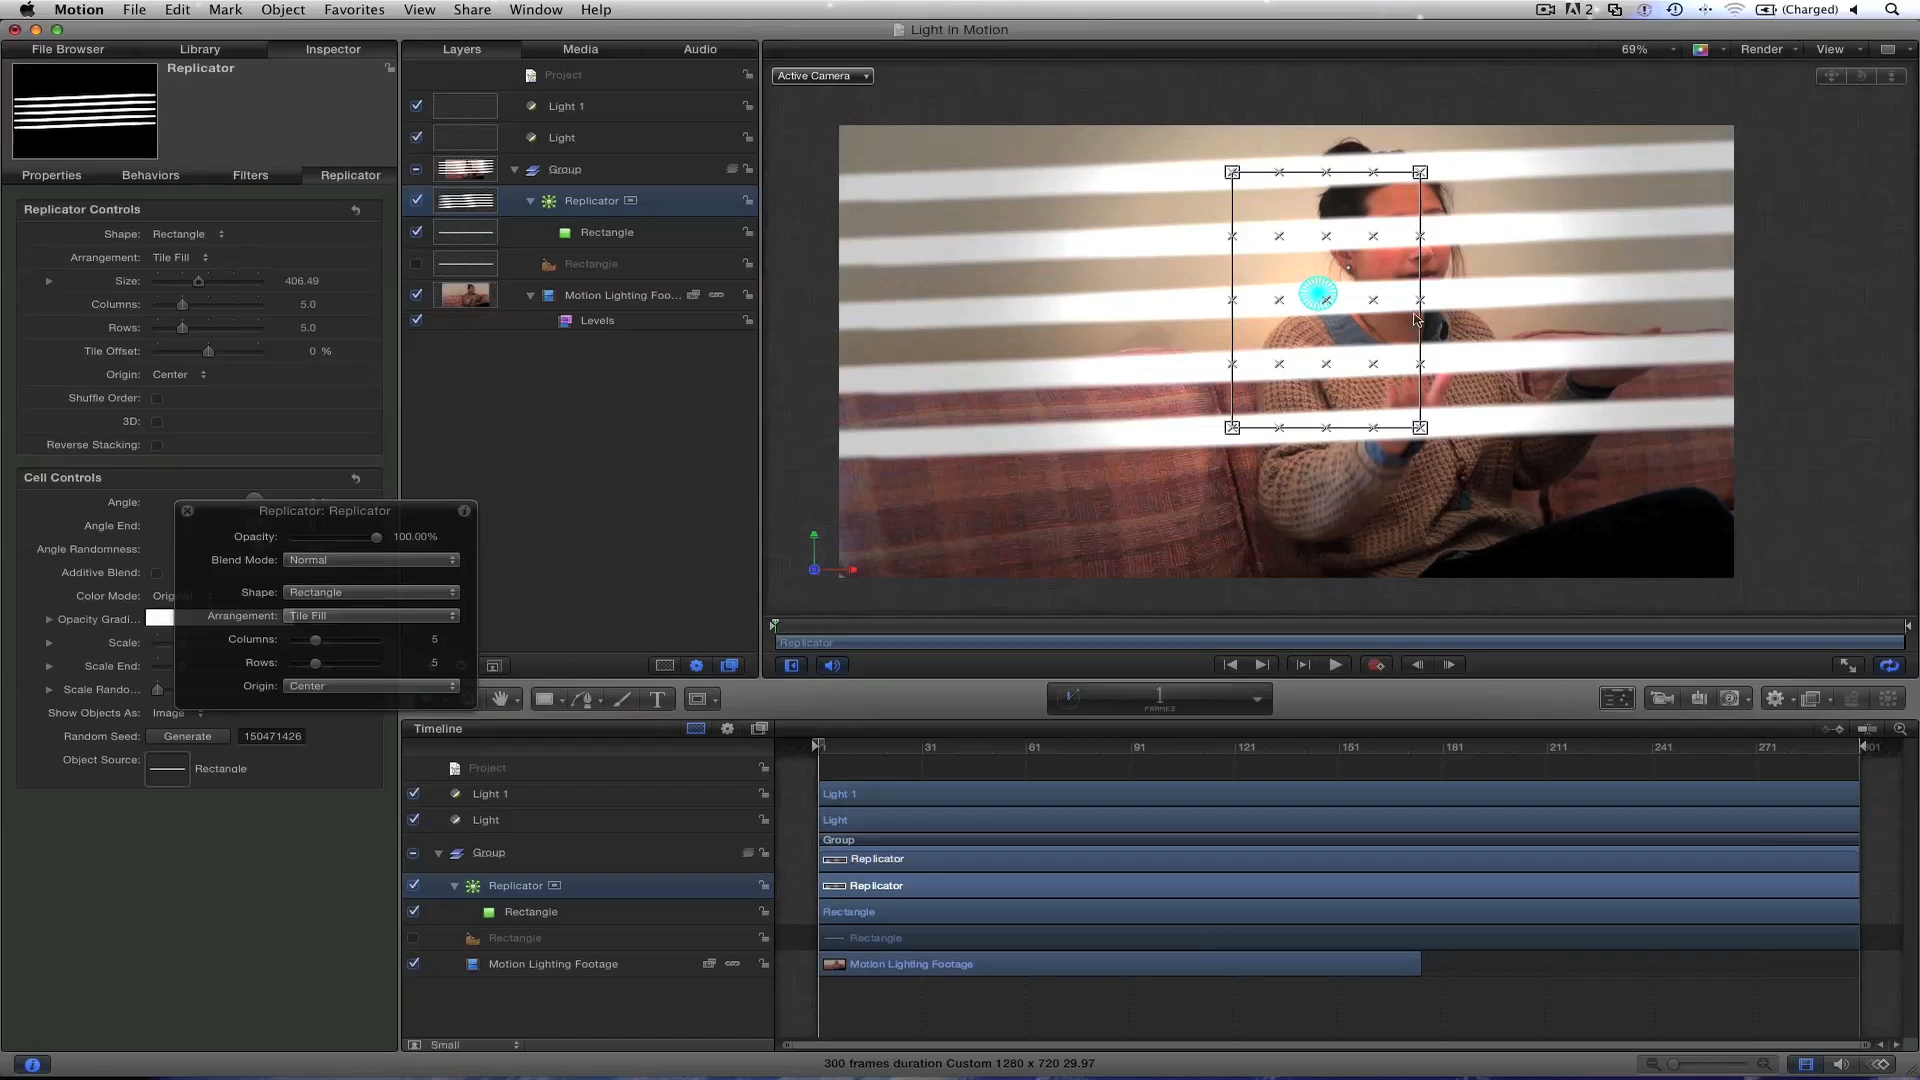 Motion File Edit Mark Object Favorites View Share Window Help 2 (Charged)
Light in Motion
File Browser Library Inspector
Layers Media Audio
69% Render View
Replicator
Active Camera
Project
Light 1
Light
Group
Replicator
Rectangle
Rectangle
Motion Lighting Foo...
Levels
Properties Behaviors Filters Replicator
Replicator Controls
Shape: Rectangle
Arrangement: Tile Fill
Size: 406.49
Columns: 5.0
Rows: 5.0
Tile Offset: 0 %
Origin: Center
Shuffle Order:
3D:
Reverse Stacking:
Cell Controls
Angle:
Angle End:
Angle Randomness:
Additive Blend:
Color Mode:
Opacity Gradi...
Scale:
Scale End:
Scale Rando...
Show Objects As: Image
Random Seed: Generate 150471426
Object Source: Rectangle
Replicator: Replicator
Opacity: 100.00%
Blend Mode: Normal
Shape: Rectangle
Arrangement: Tile Fill
Columns: 5
Rows: 5
Origin: Center
Replicator
T
1
FRAMES
Timeline
1 31 61 91 121 151 181 211 241 271 301
Project
Light 1 Light 1
Light Light
Group Group
Replicator
Replicator Replicator
Rectangle Rectangle
Rectangle Rectangle
Motion Lighting Footage Motion Lighting Footage
Small
300 frames duration Custom 1280 x 720 29.97